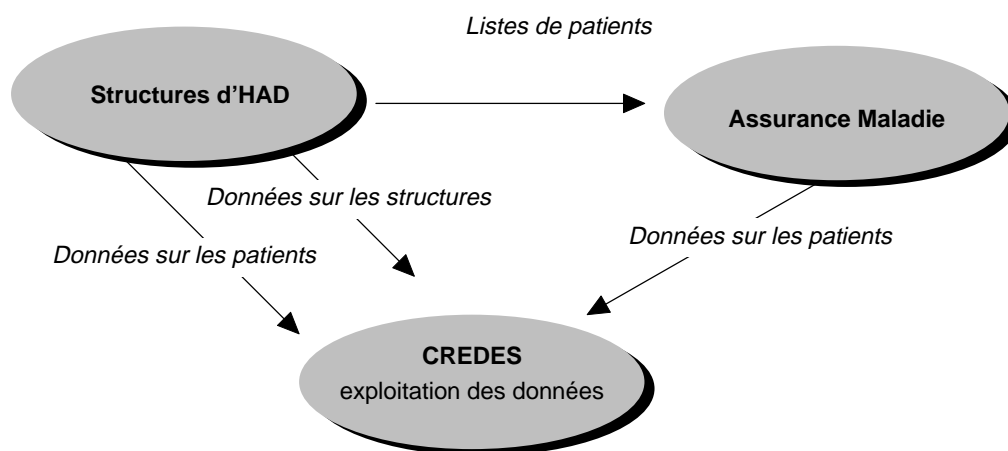 Listes de patients
Structures d'HAD
Assurance Maladie
Données sur les structures
Données sur les patients
Données sur les patients
CREDES
exploitation des données